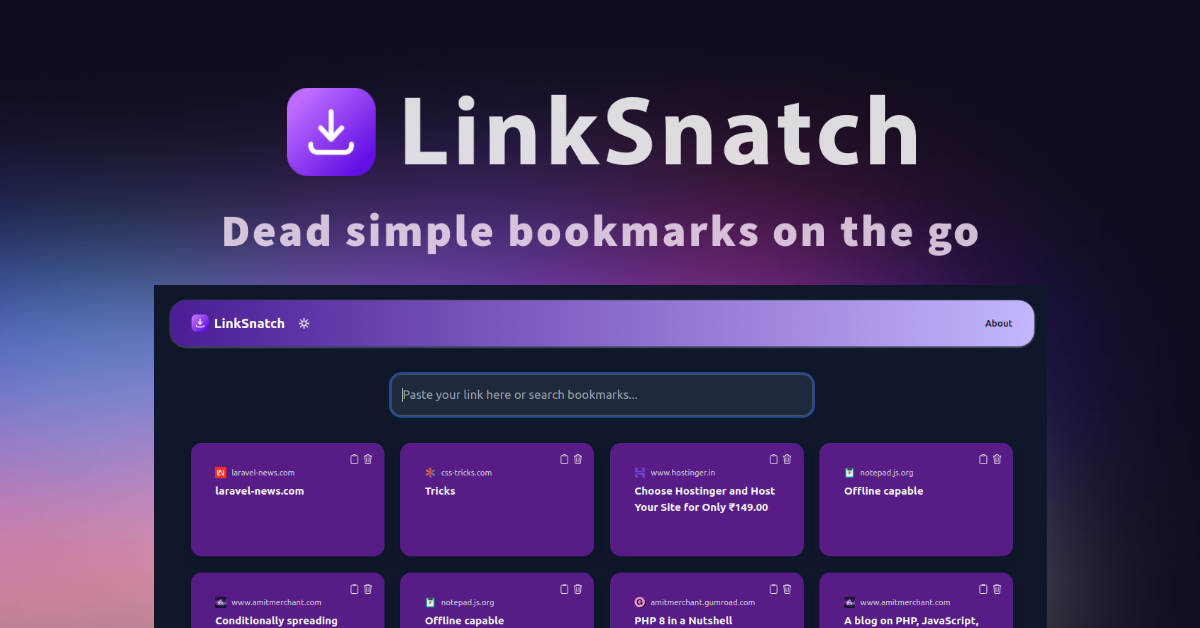 LinkSnatch
Dead simple bookmarks on the go
LinkSnatch
About
Paste your link here or search bookmarks...
laravel-news.com
laravel-news.com
css-tricks.com
Tricks
www.hostinger.in
Choose Hostinger and Host
Your Site for Only ₹149.00
notepad.js.org
Offline capable
www.amitmerchant.com
Conditionally spreading
notepad.js.org
Offline capable
amitmerchant.gumroad.com
PHP 8 in a Nutshell
www.amitmerchant.com
A blog on PHP, JavaScript,